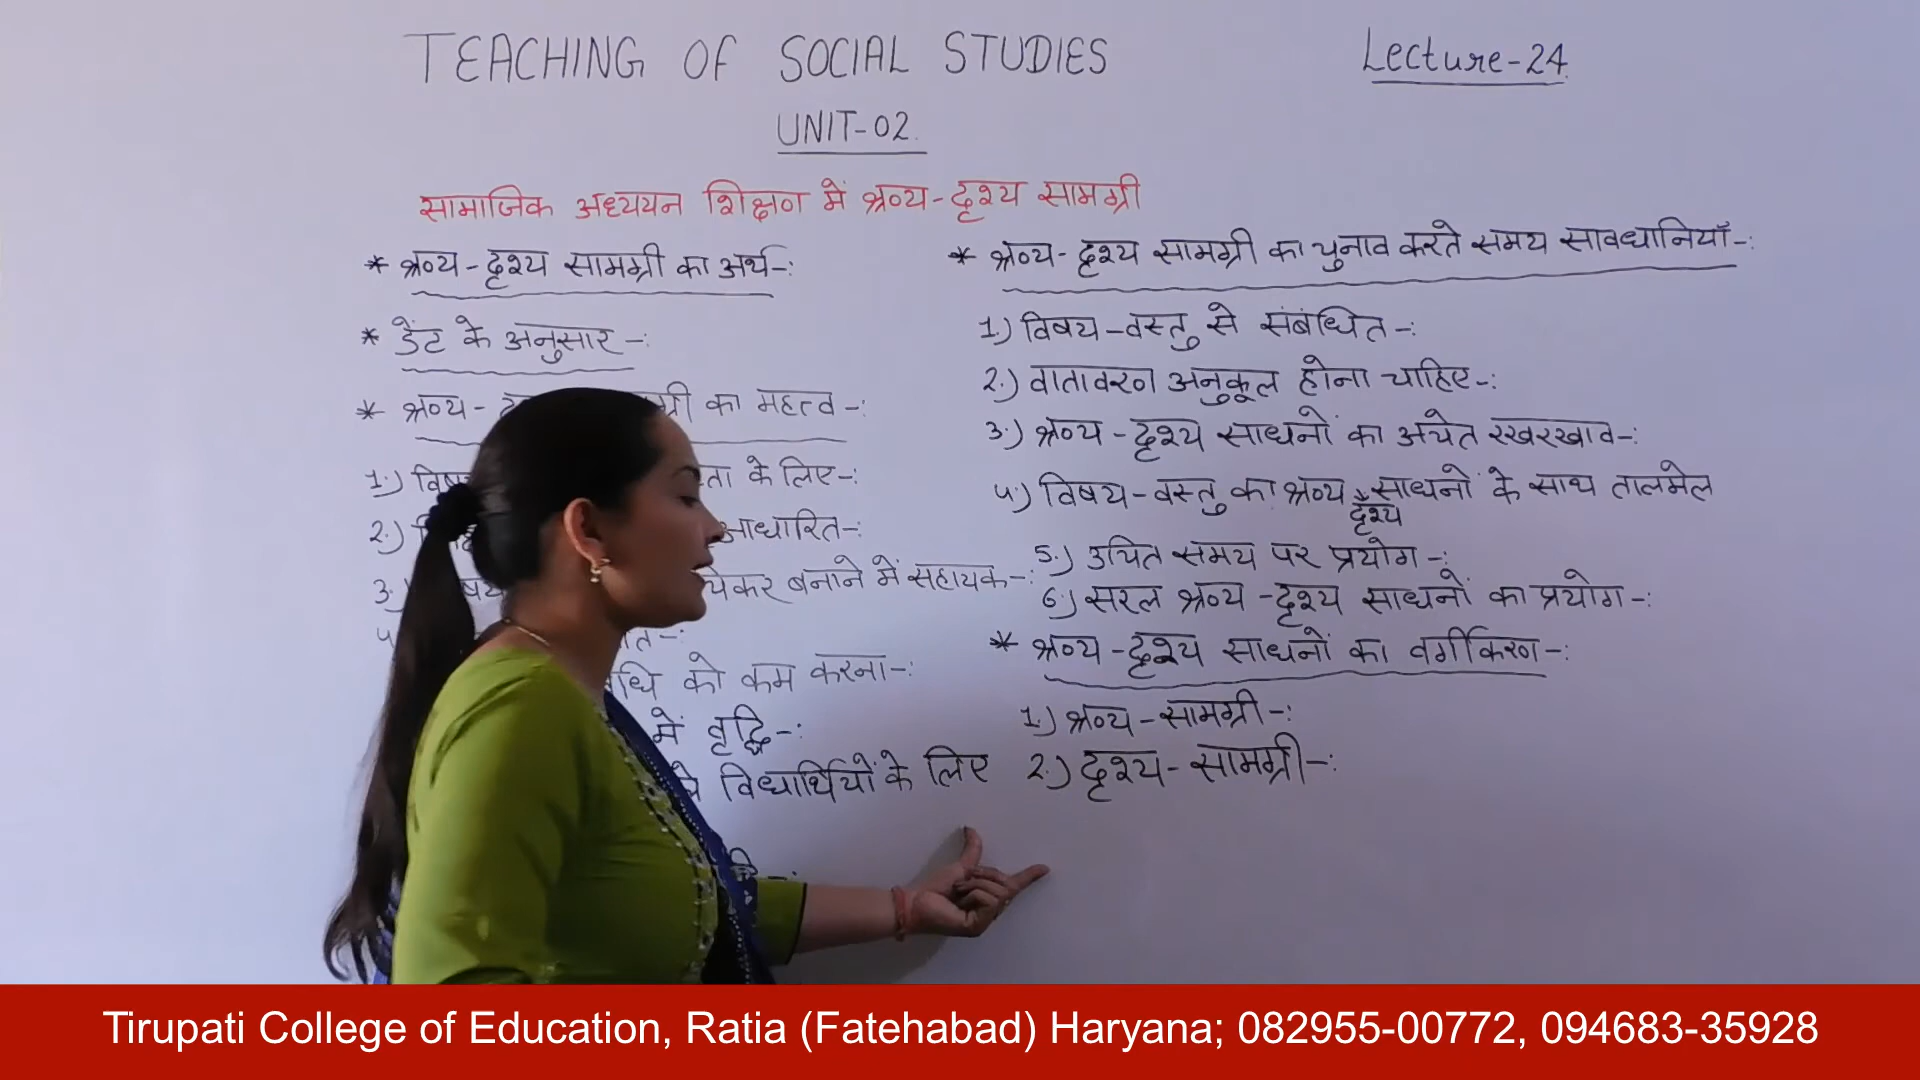 TEACHING OF SOCIAL STUDIES
Lecture-24
UNIT-02
सामाजिक अध्ययन शिक्षण में श्रव्य-दृश्य सामग्री
* श्रव्य-दृश्य सामग्री का अर्थ-:
* डेंट के अनुसार-:
* श्रव्य- का महत्व-:
1.) के लिए-:
2.) आधारित-:
3.) बनाने में सहायक-:
को कम करना-:
में वृद्धि-:
विद्यार्थियों के लिए
* श्रव्य-दृश्य सामग्री का चुनाव करते समय सावधानियाँ-:
1.) विषय-वस्तु से संबंधित-:
2.) वातावरण अनुकूल होना चाहिए-:
3.) श्रव्य-दृश्य साधनों का उचित रखरखाव-:
4.) विषय-वस्तु का श्रव्य दृश्य साधनों के साथ तालमेल
5.) उचित समय पर प्रयोग-:
6.) सरल श्रव्य-दृश्य साधनों का प्रयोग-:
* श्रव्य-दृश्य साधनों का वर्गीकरण-:
1.) श्रव्य-सामग्री-:
2.) दृश्य-सामग्री-:
Tirupati College of Education, Ratia (Fatehabad) Haryana; 082955-00772, 094683-35928